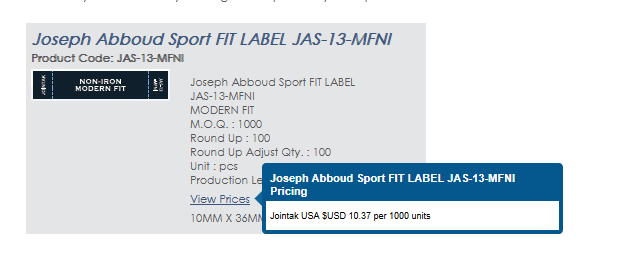 Joseph Abboud Sport FIT LABEL JAS-13-MFNI
Product Code: JAS-13-MFNI
NON-IRON
MODERN FIT
Joseph Abboud Sport FIT LABEL
JAS-13-MFNI
MODERN FIT
M.O.Q. : 1000
Round Up : 100
Round Up Adjust Qty. : 100
Unit : pcs
Production Le
View Prices
10MM X 36MM
Joseph Abboud Sport FIT LABEL JAS-13-MFNI
Pricing
Jointak USA $USD 10.37 per 1000 units